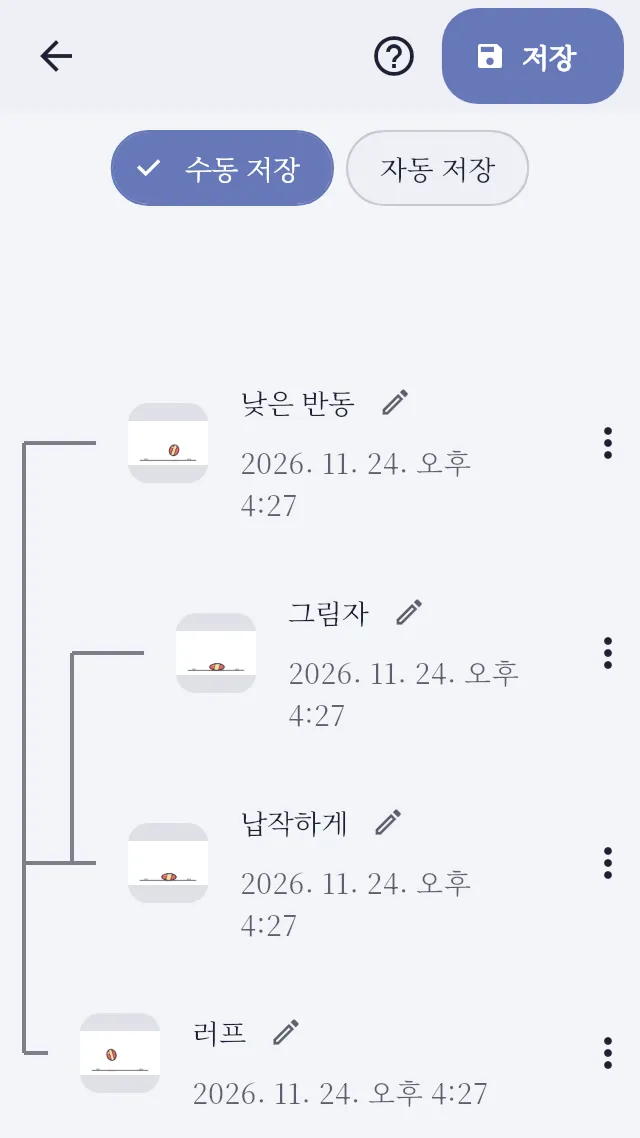 저장
수동 저장
자동 저장
낮은 반동
2026. 11. 24. 오후
4:27
그림자
2026. 11. 24. 오후
4:27
납작하게
2026. 11. 24. 오후
4:27
러프
2026. 11. 24. 오후 4:27